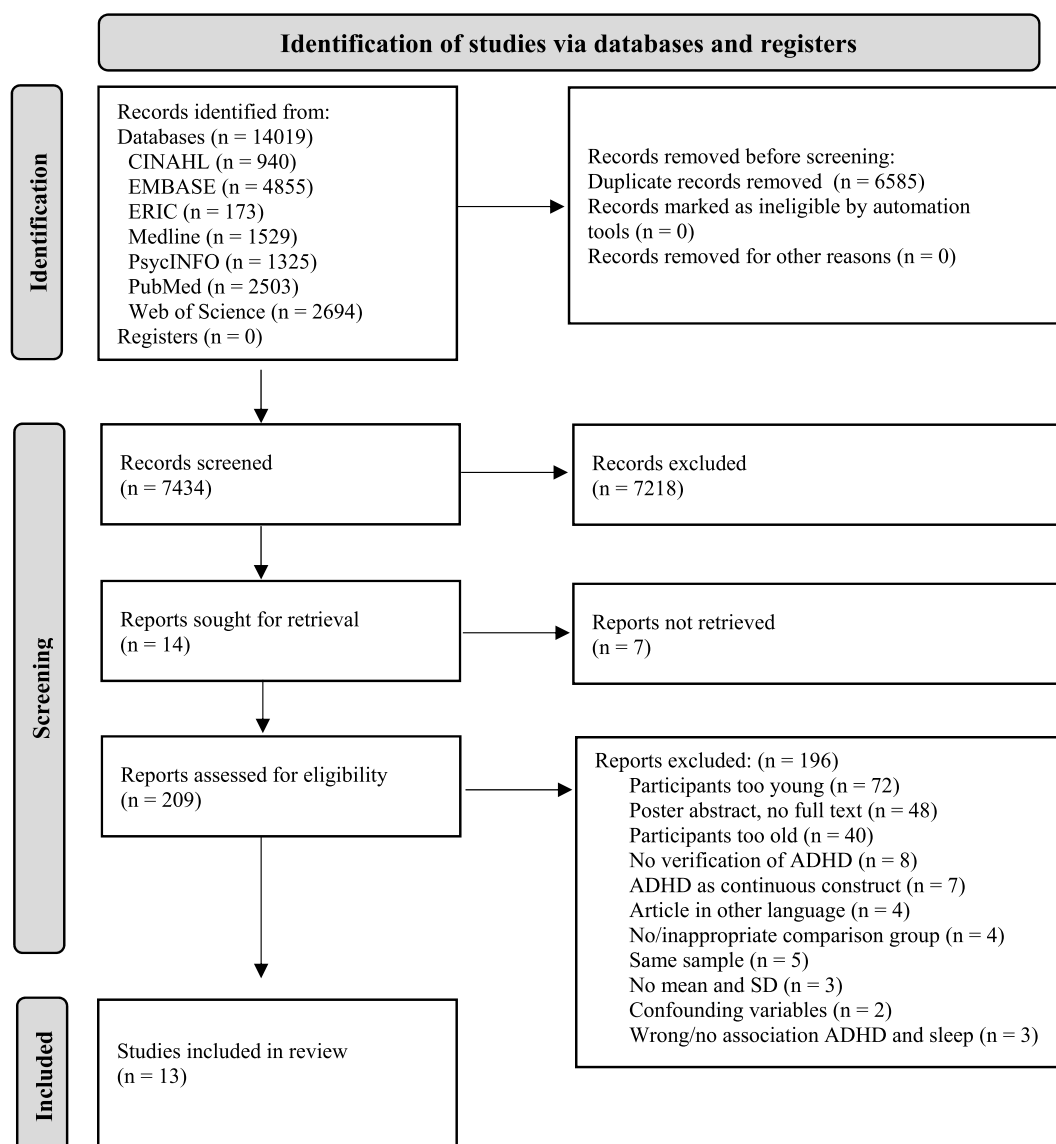 Identification of studies via databases and registers
Identification
Records identified from:
Databases (n = 14019)
CINAHL (n = 940)
EMBASE (n = 4855)
ERIC (n = 173)
Medline (n = 1529)
PsycINFO (n = 1325)
PubMed (n = 2503)
Web of Science (n = 2694)
Registers (n = 0)
Records removed before screening:
Duplicate records removed (n = 6585)
Records marked as ineligible by automation
tools (n = 0)
Records removed for other reasons (n = 0)
Screening
Records screened
(n = 7434)
Records excluded
(n = 7218)
Reports sought for retrieval
(n = 14)
Reports not retrieved
(n = 7)
Reports assessed for eligibility
(n = 209)
Reports excluded: (n = 196)
Participants too young (n = 72)
Poster abstract, no full text (n = 48)
Participants too old (n = 40)
No verification of ADHD (n = 8)
ADHD as continuous construct (n = 7)
Article in other language (n = 4)
No/inappropriate comparison group (n = 4)
Same sample (n = 5)
No mean and SD (n = 3)
Confounding variables (n = 2)
Wrong/no association ADHD and sleep (n = 3)
Included
Studies included in review
(n = 13)